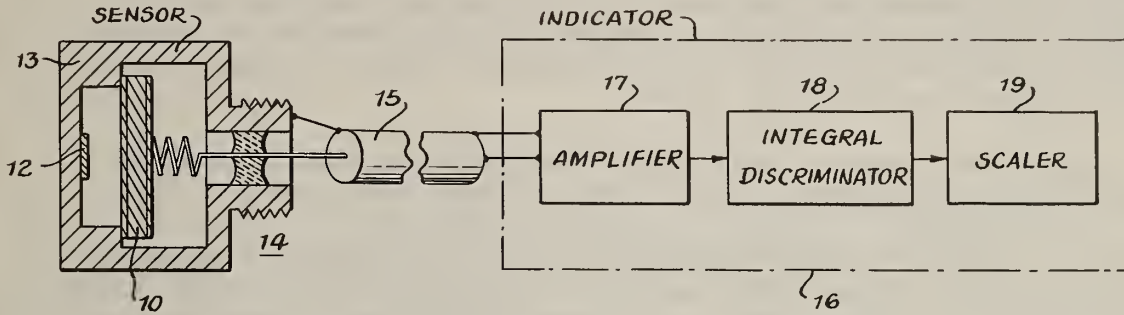 SENSOR
INDICATOR
13
15
17
18
19
12
AMPLIFIER
INTEGRAL
DISCRIMINATOR
SCALER
14
10
16